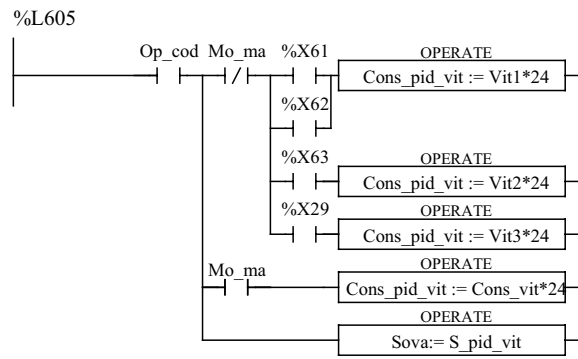 %L605
Op_cod Mo_ma %X61 OPERATE
Cons_pid_vit := Vit1*24
%X62
%X63 OPERATE
Cons_pid_vit := Vit2*24
%X29 OPERATE
Cons_pid_vit := Vit3*24
Mo_ma OPERATE
Cons_pid_vit := Cons_vit*24
OPERATE
Sova:= S_pid_vit